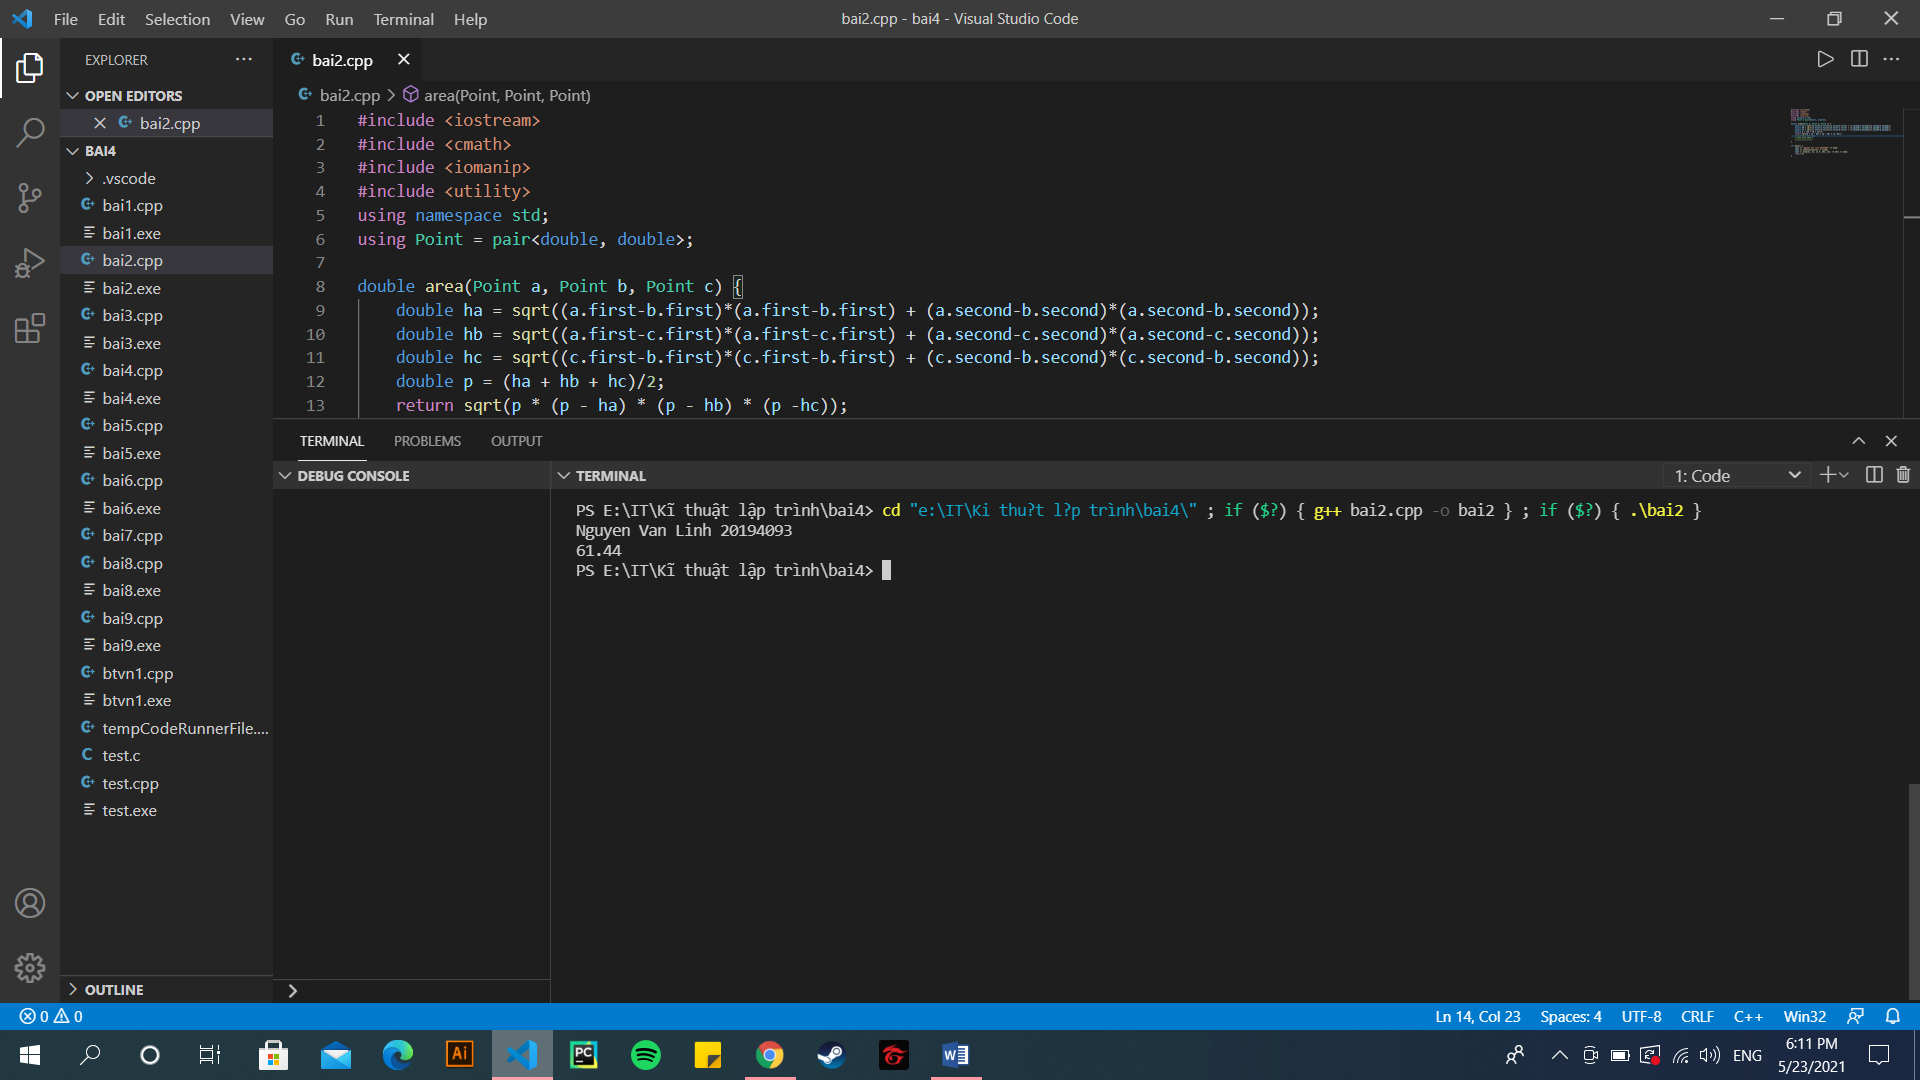 File Edit Selection View Go Run Terminal Help
bai2.cpp - bai4 - Visual Studio Code
EXPLORER
OPEN EDITORS
bai2.cpp
BAI4
.vscode
bai1.cpp
bai1.exe
bai2.cpp
bai2.exe
bai3.cpp
bai3.exe
bai4.cpp
bai4.exe
bai5.cpp
bai5.exe
bai6.cpp
bai6.exe
bai7.cpp
bai8.cpp
bai8.exe
bai9.cpp
bai9.exe
btvn1.cpp
btvn1.exe
tempCodeRunnerFile....
test.c
test.cpp
test.exe
OUTLINE
bai2.cpp
bai2.cpp > area(Point, Point, Point)
1 #include <iostream>
2 #include <cmath>
3 #include <iomanip>
4 #include <utility>
5 using namespace std;
6 using Point = pair<double, double>;
7
8 double area(Point a, Point b, Point c) {
9 double ha = sqrt((a.first-b.first)*(a.first-b.first) + (a.second-b.second)*(a.second-b.second));
10 double hb = sqrt((a.first-c.first)*(a.first-c.first) + (a.second-c.second)*(a.second-c.second));
11 double hc = sqrt((c.first-b.first)*(c.first-b.first) + (c.second-b.second)*(c.second-b.second));
12 double p = (ha + hb + hc)/2;
13 return sqrt(p * (p - ha) * (p - hb) * (p -hc));
TERMINAL PROBLEMS OUTPUT
DEBUG CONSOLE
TERMINAL
1: Code
PS E:\IT\Kĩ thuật lập trình\bai4> cd "e:\IT\Ki thu?t l?p trình\bai4\" ; if ($?) { g++ bai2.cpp -o bai2 } ; if ($?) { .\bai2 }
Nguyen Van Linh 20194093
61.44
PS E:\IT\Kĩ thuật lập trình\bai4>
0 0
Ln 14, Col 23 Spaces: 4 UTF-8 CRLF C++ Win32
Ai
PC
W
ENG
6:11 PM
5/23/2021